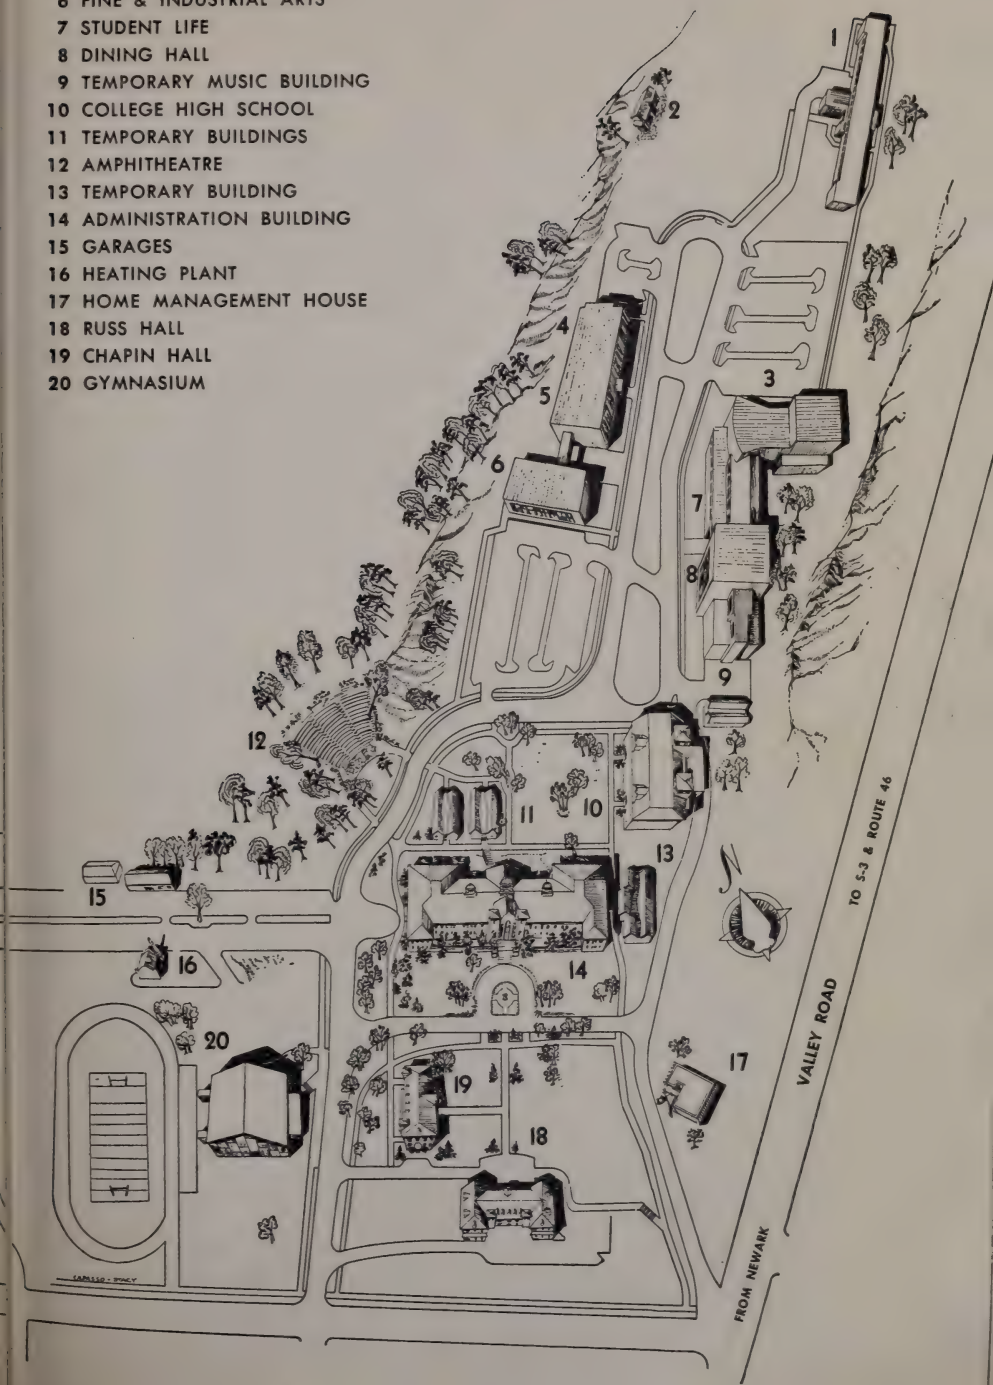 6 FINE & INDUSTRIAL ARTS
7 STUDENT LIFE
8 DINING HALL
9 TEMPORARY MUSIC BUILDING
10 COLLEGE HIGH SCHOOL
11 TEMPORARY BUILDINGS
12 AMPHITHEATRE
13 TEMPORARY BUILDING
14 ADMINISTRATION BUILDING
15 GARAGES
16 HEATING PLANT
17 HOME MANAGEMENT HOUSE
18 RUSS HALL
19 CHAPIN HALL
20 GYMNASIUM
1
2
3
4
5
6
7
8
9
10
11
12
13
14
15
16
17
18
19
20
N
TO S-3 & ROUTE 46
VALLEY ROAD
FROM NEWARK